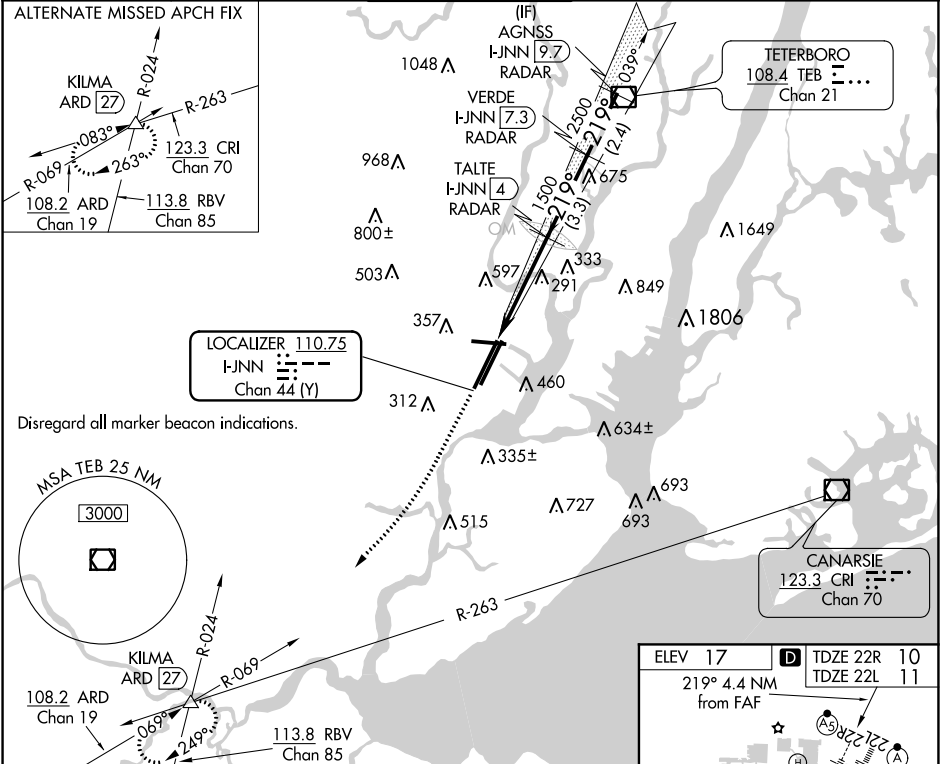 ALTERNATE MISSED APCH FIX
R-024
KILMA
ARD 27
R-263
083°
263°
R-069
123.3 CRI
Chan 70
108.2 ARD
Chan 19
113.8 RBV
Chan 85
(IF)
AGNSS
I-JNN 9.7
RADAR
1048
039°
TETERBORO
108.4 TEB
Chan 21
VERDE
I-JNN 7.3
RADAR
2500
219°
(2.4)
968
675
TALTE
I-JNN 4
RADAR
1500
219°
(3.3)
OM
800±
1649
503
597
333
291
849
357
1806
LOCALIZER 110.75
I-JNN
Chan 44 (Y)
460
312
Disregard all marker beacon indications.
634±
335±
MSA TEB 25 NM
3000
693
727
693
515
CANARSIE
123.3 CRI
Chan 70
R-263
R-024
KILMA
ARD 27
R-069
108.2 ARD
Chan 19
069°
249°
113.8 RBV
Chan 85
ELEV 17
D
TDZE 22R 10
TDZE 22L 11
219° 4.4 NM
from FAF
A5
22R
22L
A
H